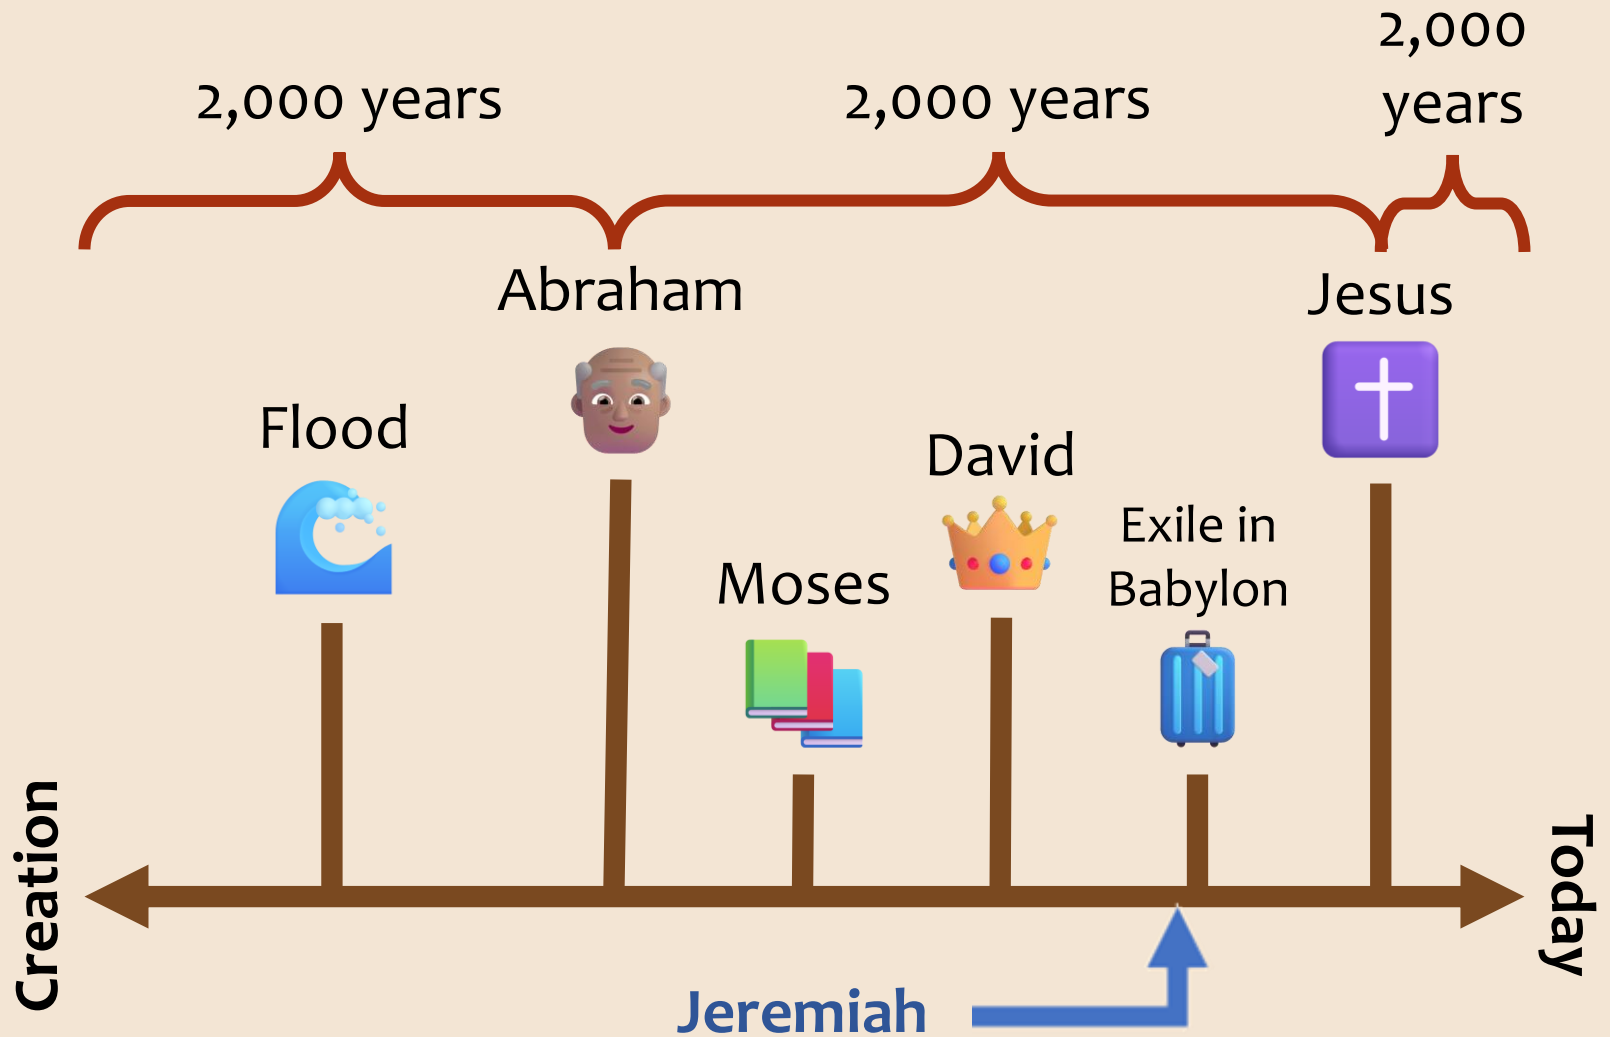 2,000
years
2,000 years
2,000 years
Abraham
Jesus
Flood
David
Exile in
Babylon
Moses
Creation
Today
Jeremiah